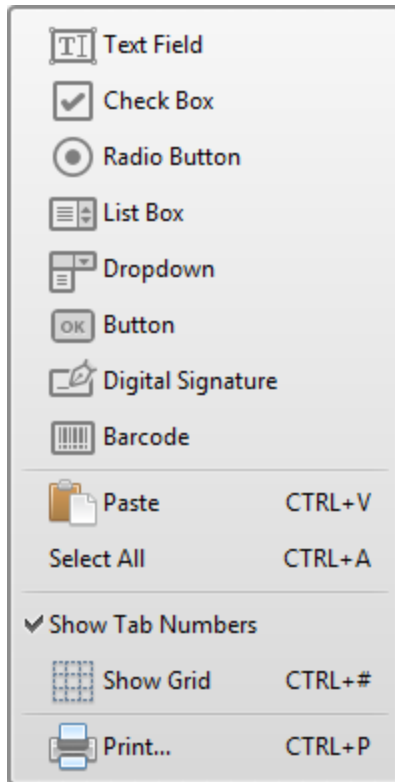 Text Field
Check Box
Radio Button
List Box
Dropdown
OK Button
Digital Signature
Barcode
Paste CTRL+V
Select All CTRL+A
Show Tab Numbers
Show Grid CTRL+#
Print... CTRL+P